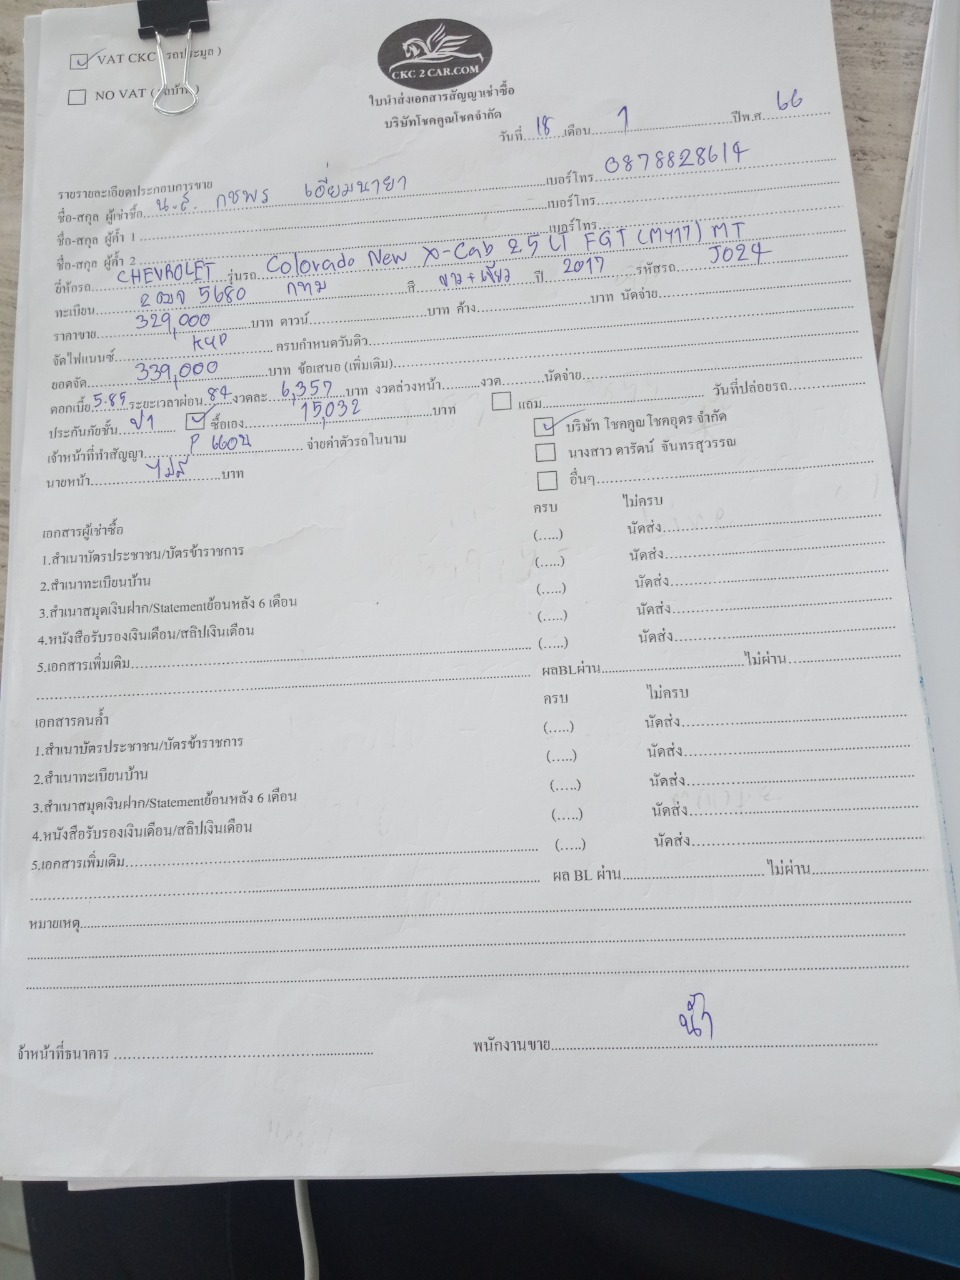 VAT CKC (รถประมูล )
NO VAT (
CKC 2 CAR.COM
ใบนำส่งเอกสารสัญญาเช่าซื้อ
บริษัทโชคคูณโชคจำกัด
วันที่ 18 เดือน 7 ปีพ.ศ. 66
รายรายละเอียดประกอบการขาย
ชื่อ-สกุล ผู้เช่าซื้อ น.ส. กชพร เอี่ยมนายา เบอร์โทร 0878828614
ชื่อ-สกุล ผู้ค้ำ 1 เบอร์โทร
ชื่อ-สกุล ผู้ค้ำ 2 เบอร์โทร
ยี่ห้อรถ CHEVROLET รุ่นรถ Colorado New X-Cab 2.5 LT FGT (MY17) MT
ทะเบียน 5680 กทม สี ปี 2017 รหัสรถ J024
ราคาขาย 329,000 บาท ดาวน์ บาท ค้าง บาท นัดจ่าย
จัดไฟแนนซ์ ครบกำหนดวันคิว
ยอดจัด 339,000 บาท ข้อเสนอ (เพิ่มเติม)
ดอกเบี้ย 5.85 ระยะเวลาผ่อน 84 งวดละ 6,357 บาท งวดล่วงหน้า งวด นัดจ่าย
ประกันภัยชั้น ป1 ซื้อเอง 15,032 บาท แถม วันที่ปล่อยรถ
เจ้าหน้าที่ทำสัญญา P แอน จ่ายค่าตัวรถในนาม บริษัท โชคคูณโชคอุดร จำกัด
นายหน้า ไม่มี บาท นางสาว ดารัตน์ จันทรสุวรรณ
อื่นๆ
เอกสารผู้เช่าซื้อ ครบ ไม่ครบ
1.สำเนาบัตรประชาชน/บัตรข้าราชการ (.....) นัดส่ง
2.สำเนาทะเบียนบ้าน (.....) นัดส่ง
3.สำเนาสมุดเงินฝาก/Statementย้อนหลัง 6 เดือน (.....) นัดส่ง
4.หนังสือรับรองเงินเดือน/สลิปเงินเดือน (.....) นัดส่ง
5.เอกสารเพิ่มเติม (.....) นัดส่ง
ผลBLผ่าน ไม่ผ่าน
เอกสารคนค้ำ ครบ ไม่ครบ
1.สำเนาบัตรประชาชน/บัตรข้าราชการ (.....) นัดส่ง
2.สำเนาทะเบียนบ้าน (.....) นัดส่ง
3.สำเนาสมุดเงินฝาก/Statementย้อนหลัง 6 เดือน (.....) นัดส่ง
4.หนังสือรับรองเงินเดือน/สลิปเงินเดือน (.....) นัดส่ง
5.เอกสารเพิ่มเติม (.....) นัดส่ง
ผล BL ผ่าน ไม่ผ่าน
หมายเหตุ
จ้าหน้าที่ธนาคาร พนักงานขาย น้ำ